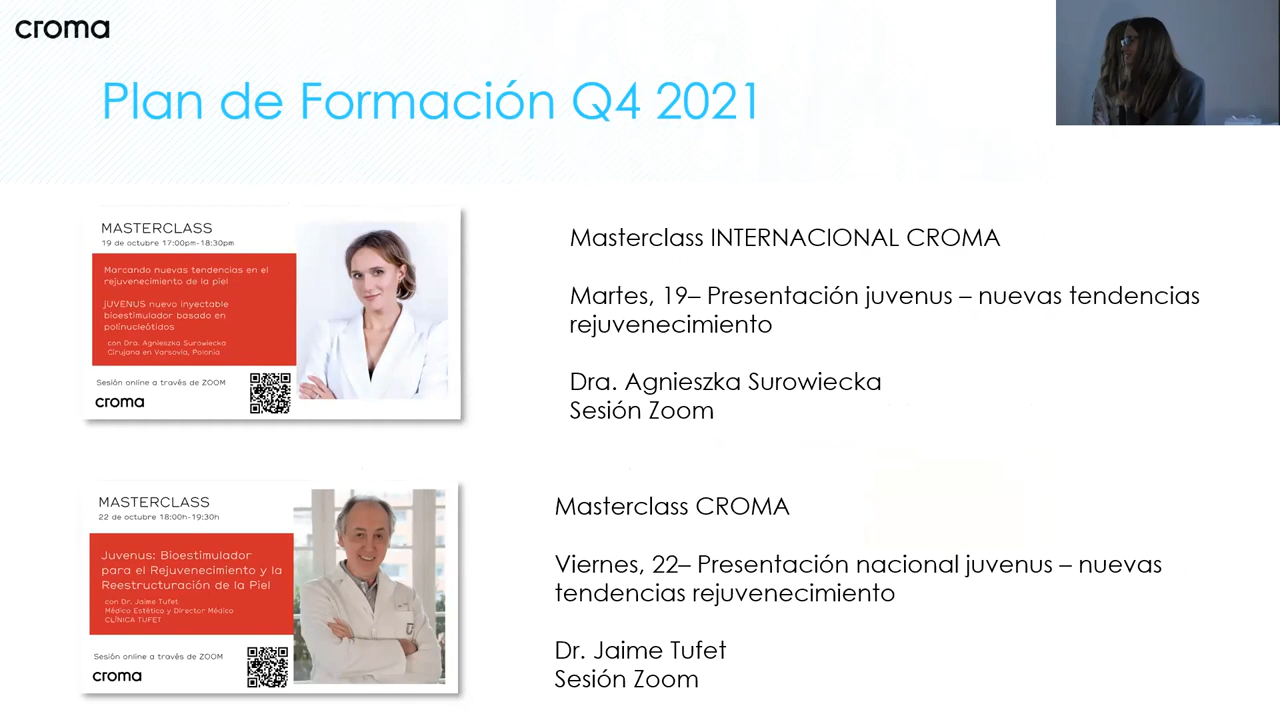 croma
Plan de Formación Q4 2021
MASTERCLASS
19 de octubre 17:00pm-18:30pm
Marcando nuevas tendencias en el
rejuvenecimiento de la piel
jUVENUS nuevo inyectable
bioestimulador basado en
polinucleótidos
con Dra. Agnieszka Surowiecka
Cirujana en Varsovia, Polonia
Sesión online a través de ZOOM
croma
Masterclass INTERNACIONAL CROMA
Martes, 19– Presentación juvenus – nuevas tendencias
rejuvenecimiento
Dra. Agnieszka Surowiecka
Sesión Zoom
MASTERCLASS
22 de octubre 18:00h-19:30h
Juvenus: Bioestimulador
para el Rejuvenecimiento y la
Reestructuración de la Piel
con Dr. Jaime Tufet
Médico Estético y Director Médico
CLÍNICA TUFET
Sesión online a través de ZOOM
croma
Masterclass CROMA
Viernes, 22– Presentación nacional juvenus – nuevas
tendencias rejuvenecimiento
Dr. Jaime Tufet
Sesión Zoom